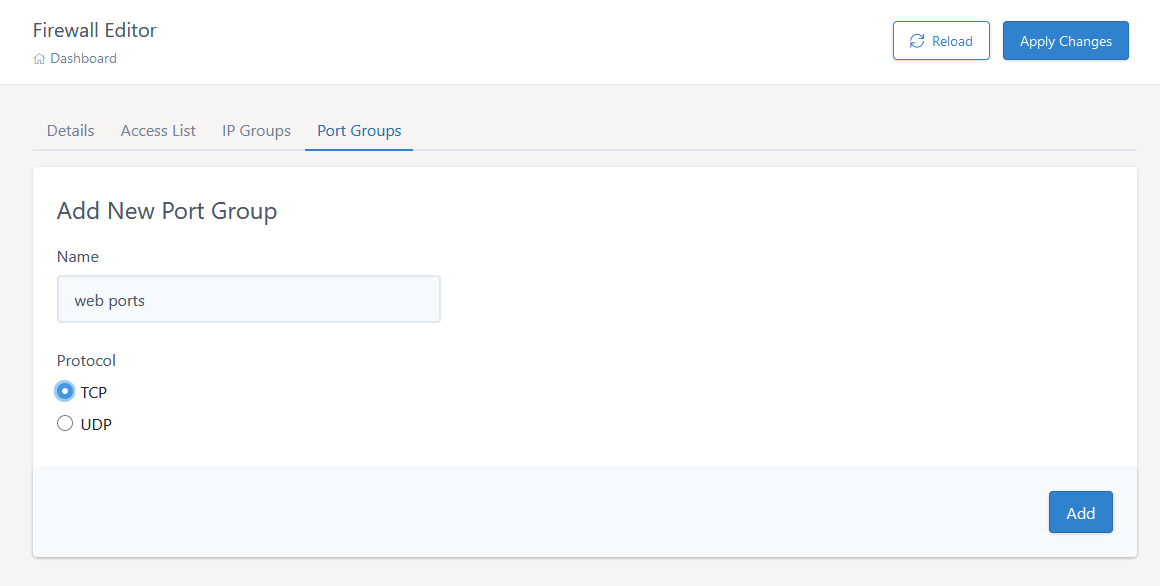 Firewall Editor
Dashboard
Reload
Apply Changes
Details Access List IP Groups Port Groups
Add New Port Group
Name
web ports
Protocol
TCP
UDP
Add